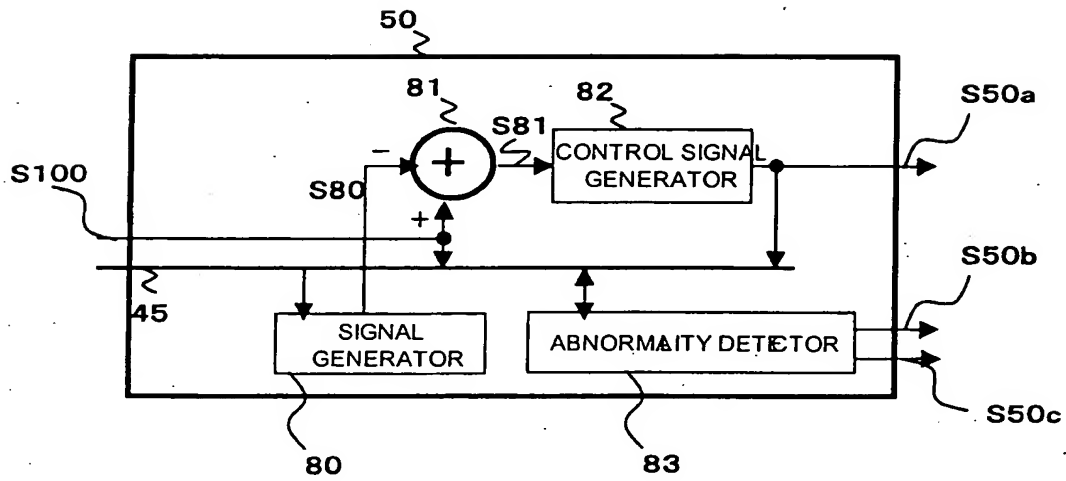 50
81
82
S50a
S81
−
CONTROL SIGNAL
GENERATOR
+
S100
S80
+
S50b
45
SIGNAL
GENERATOR
ABNORMAITY DETECTOR
S50c
80
83